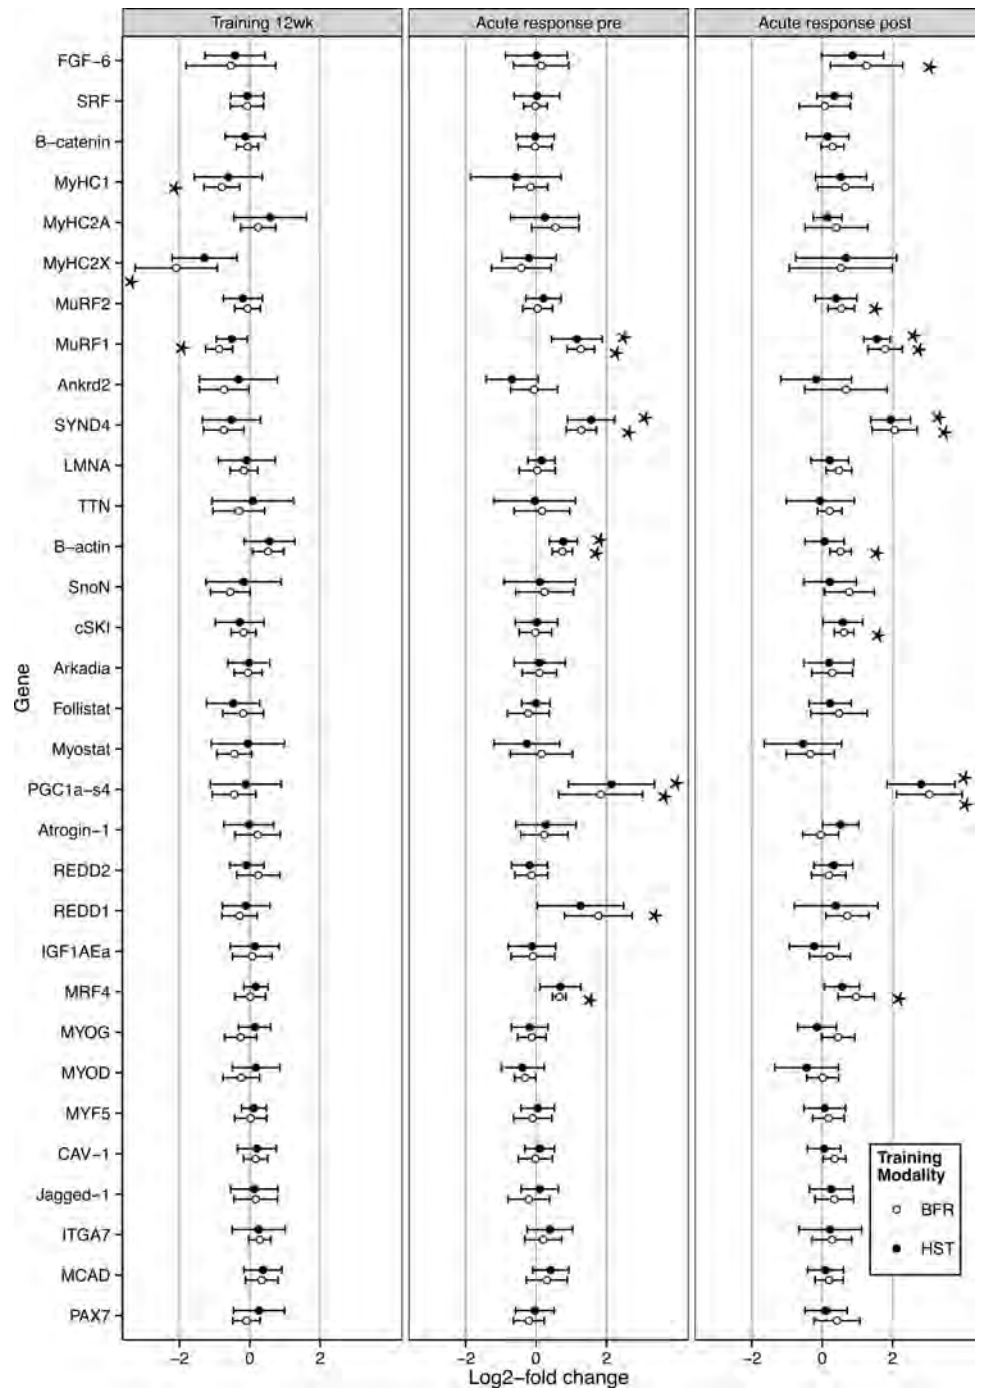 Training 12wk
Acute response pre
Acute response post
FGF-6
SRF
B-catenin
MyHC1
MyHC2A
MyHC2X
MuRF2
MuRF1
Ankrd2
SYND4
LMNA
TTN
B-actin
SnoN
cSKI
Arkadia
Follistat
Myostat
PGC1a-s4
Atrogin-1
REDD2
REDD1
IGF1AEa
MRF4
MYOG
MYOD
MYF5
CAV-1
Jagged-1
ITGA7
MCAD
PAX7
Gene
Training
Modality
BFR
HST
-2 0 2
-2 0 2
-2 0 2
Log2-fold change